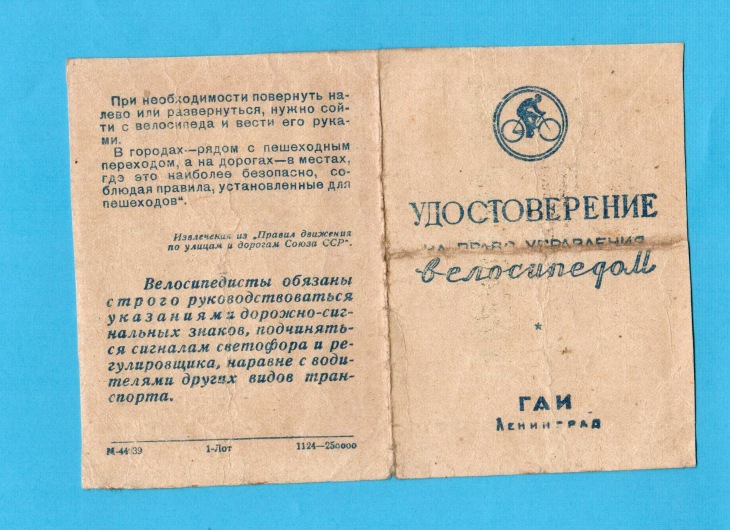 При необходимости повернуть на-
лево или развернуться, нужно сой-
ти с велосипеда и вести его рука-
ми.
В городах—рядом с пешеходным
переходом, а на дорогах—в местах,
где это наиболее безопасно, со-
блюдая правила, установленные для
пешеходов".
Извлечения из „Правил движения
по улицам и дорогам Союза ССР".
Велосипедисты обязаны
строго руководствоваться
указаниями дорожно-сиг-
нальных знаков, подчинять-
ся сигналам светофора и ре-
гулировщика, наравне с води-
телями других видов тран-
спорта.
М-44139 1-Лот 1124—250000
УДОСТОВЕРЕНИЕ
НА ПРАВО УПРАВЛЕНИЯ
велосипедом
*
ГАИ
ЛЕНИНГРАД